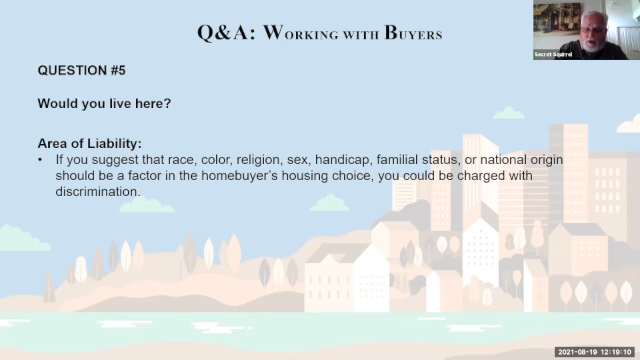 Q&A: WORKING WITH BUYERS
Secret Squirrel
QUESTION #5
Would you live here?
Area of Liability:
• If you suggest that race, color, religion, sex, handicap, familial status, or national origin
should be a factor in the homebuyer's housing choice, you could be charged with
discrimination.
2021-08-19 12:19:10